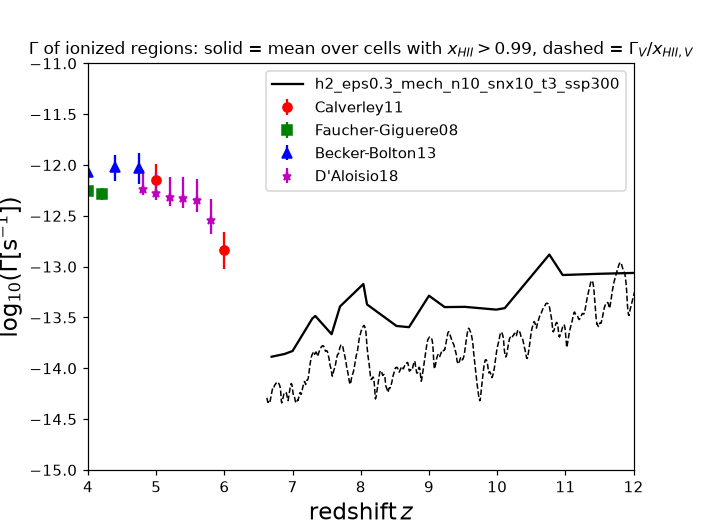 Γ of ionized regions: solid = mean over cells with x_HII > 0.99, dashed = Γ_V/x_HII,V
h2_eps0.3_mech_n10_snx10_t3_ssp300
Calverley11
Faucher-Giguere08
Becker-Bolton13
D'Aloisio18
log₁₀(Γ[s⁻¹])
−11.0
−11.5
−12.0
−12.5
−13.0
−13.5
−14.0
−14.5
−15.0
4 5 6 7 8 9 10 11 12
redshift z